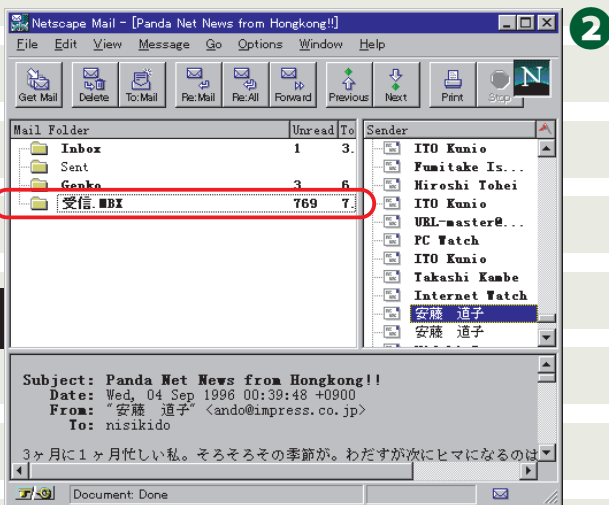 Netscape Mail - [Panda Net News from Hongkong!!]
2
File Edit View Message Go Options Window Help
Get Mail Delete To:Mail Re:Mail Re:All Forward Previous Next Print Stop N
Mail Folder Unread To Sender
Inbox 1 3.
Sent
Genko 3 6
受信.MBX 769 7.
ITO Kunio
Fumitake Is...
Hiroshi Tohei
ITO Kunio
URL-master@...
PC Watch
ITO Kunio
Takashi Kambe
Internet Watch
安藤 道子
安藤 道子
Subject: Panda Net News from Hongkong!!
Date: Wed, 04 Sep 1996 00:39:48 +0900
From: "安藤 道子" <ando@impress.co.jp>
To: nisikido
3ヶ月に1ヶ月忙しい私。そろそろその季節が。わだすが次にヒマになるのは
Document: Done